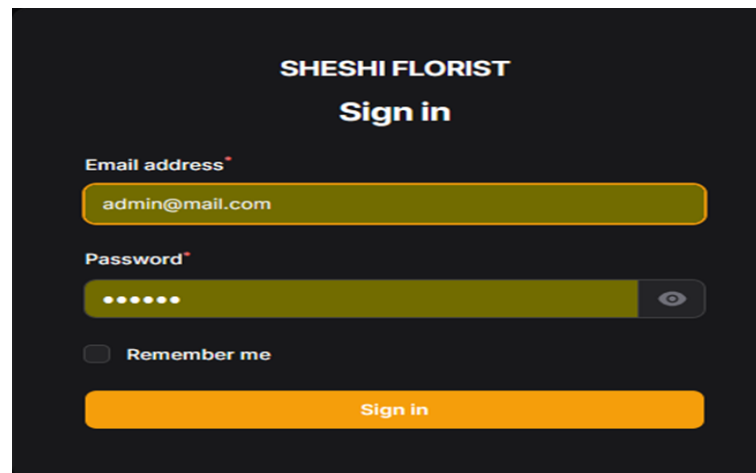 SHESHI FLORIST
Sign in
Email address*
admin@mail.com
Password*
••••••
Remember me
Sign in